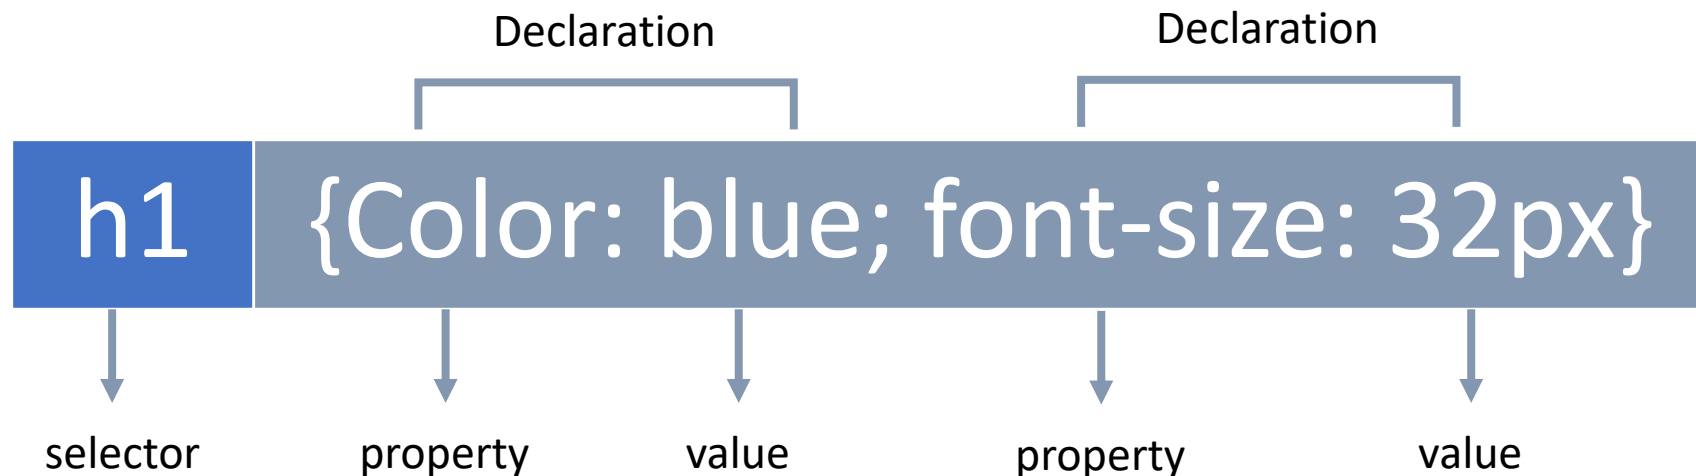 Declaration Declaration
h1 {Color: blue; font-size: 32px}
selector property value property value